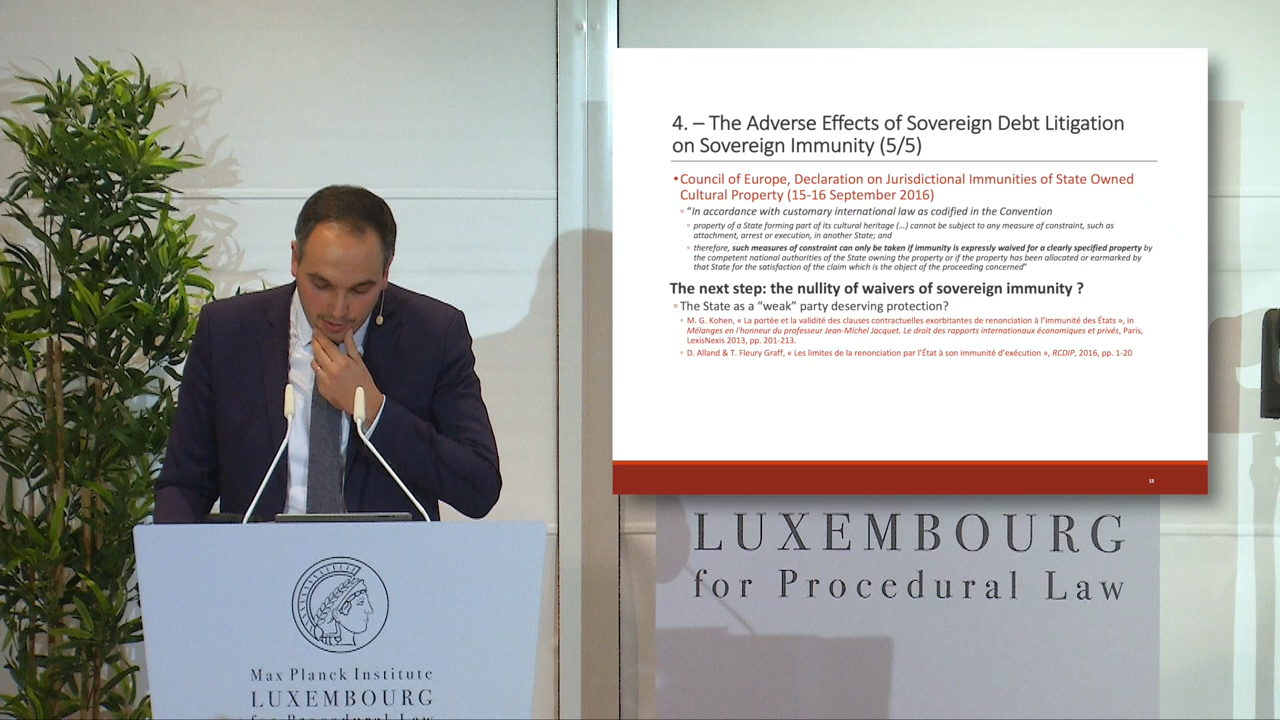 4. – The Adverse Effects of Sovereign Debt Litigation
on Sovereign Immunity (5/5)
•Council of Europe, Declaration on Jurisdictional Immunities of State Owned
Cultural Property (15-16 September 2016)
▫ “In accordance with customary international law as codified in the Convention
▫ property of a State forming part of its cultural heritage (…) cannot be subject to any measure of constraint, such as
attachment, arrest or execution, in another State; and
▫ therefore, such measures of constraint can only be taken if immunity is expressly waived for a clearly specified property by
the competent national authorities of the State owning the property or if the property has been allocated or earmarked by
that State for the satisfaction of the claim which is the object of the proceeding concerned”
The next step: the nullity of waivers of sovereign immunity ?
▫ The State as a “weak” party deserving protection?
▫ M. G. Kohen, « La portée et la validité des clauses contractuelles exorbitantes de renonciation à l’immunité des États », in
Mélanges en l'honneur du professeur Jean-Michel Jacquet. Le droit des rapports internationaux économiques et privés, Paris,
LexisNexis 2013, pp. 201-213.
▫ D. Alland & T. Fleury Graff, « Les limites de la renonciation par l’État à son immunité d’exécution », RCDIP, 2016, pp. 1-20
13
LUXEMBOURG
for Procedural Law
Max Planck Institute
LUXEMBOURG
for Procedural Law